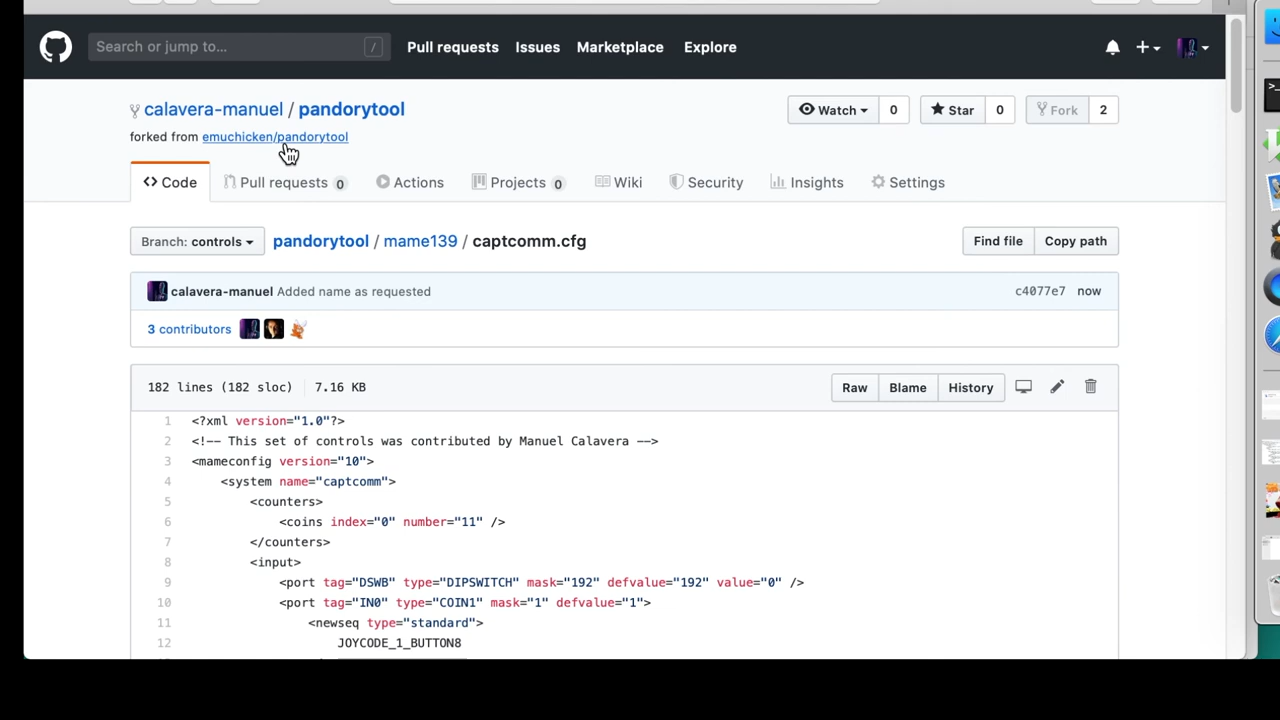 Search or jump to... / Pull requests Issues Marketplace Explore
calavera-manuel / pandorytool Watch 0 Star 0 Fork 2
forked from emuchicken/pandorytool
Code Pull requests 0 Actions Projects 0 Wiki Security Insights Settings
Branch: controls pandorytool / mame139 / captcomm.cfg Find file Copy path
calavera-manuel Added name as requested c4077e7 now
3 contributors
182 lines (182 sloc) 7.16 KB Raw Blame History
1 <?xml version="1.0"?>
2 <!-- This set of controls was contributed by Manuel Calavera -->
3 <mameconfig version="10">
4 <system name="captcomm">
5 <counters>
6 <coins index="0" number="11" />
7 </counters>
8 <input>
9 <port tag="DSWB" type="DIPSWITCH" mask="192" defvalue="192" value="0" />
10 <port tag="IN0" type="COIN1" mask="1" defvalue="1">
11 <newseq type="standard">
12 JOYCODE_1_BUTTON8